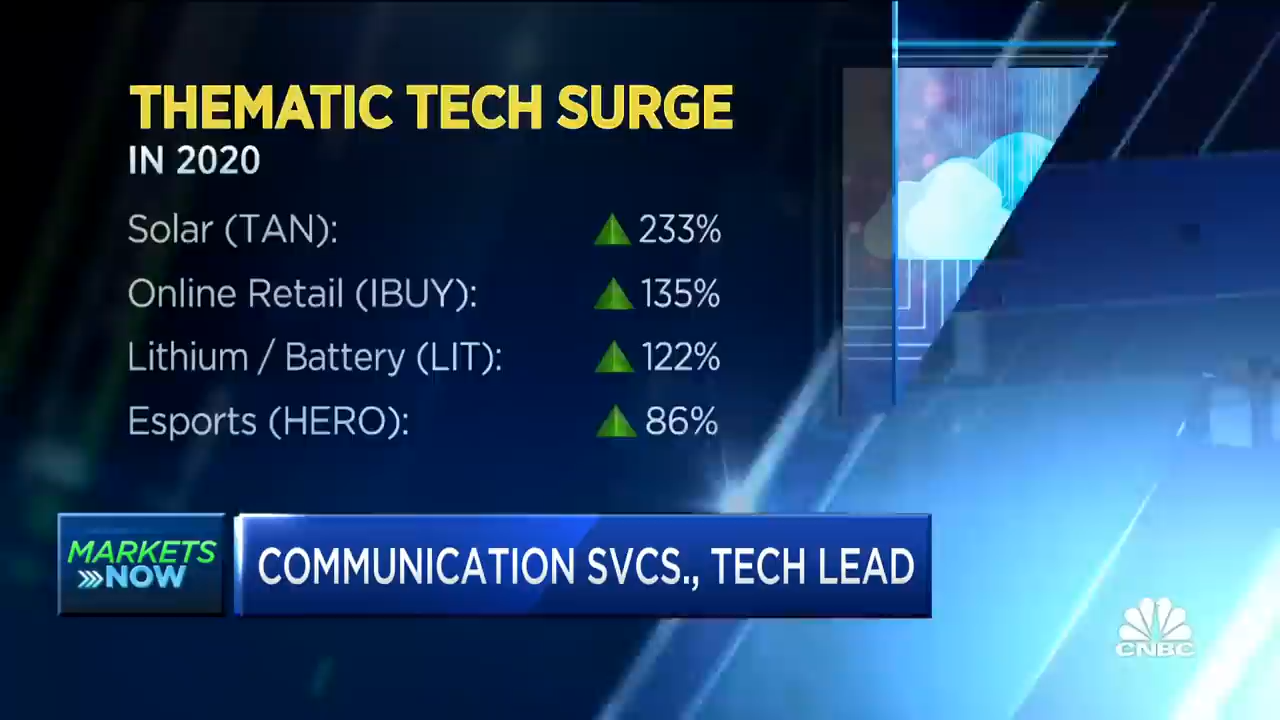 THEMATIC TECH SURGE
IN 2020
Solar (TAN): 233%
Online Retail (IBUY): 135%
Lithium / Battery (LIT): 122%
Esports (HERO): 86%
MARKETS
NOW
COMMUNICATION SVCS., TECH LEAD
CNBC